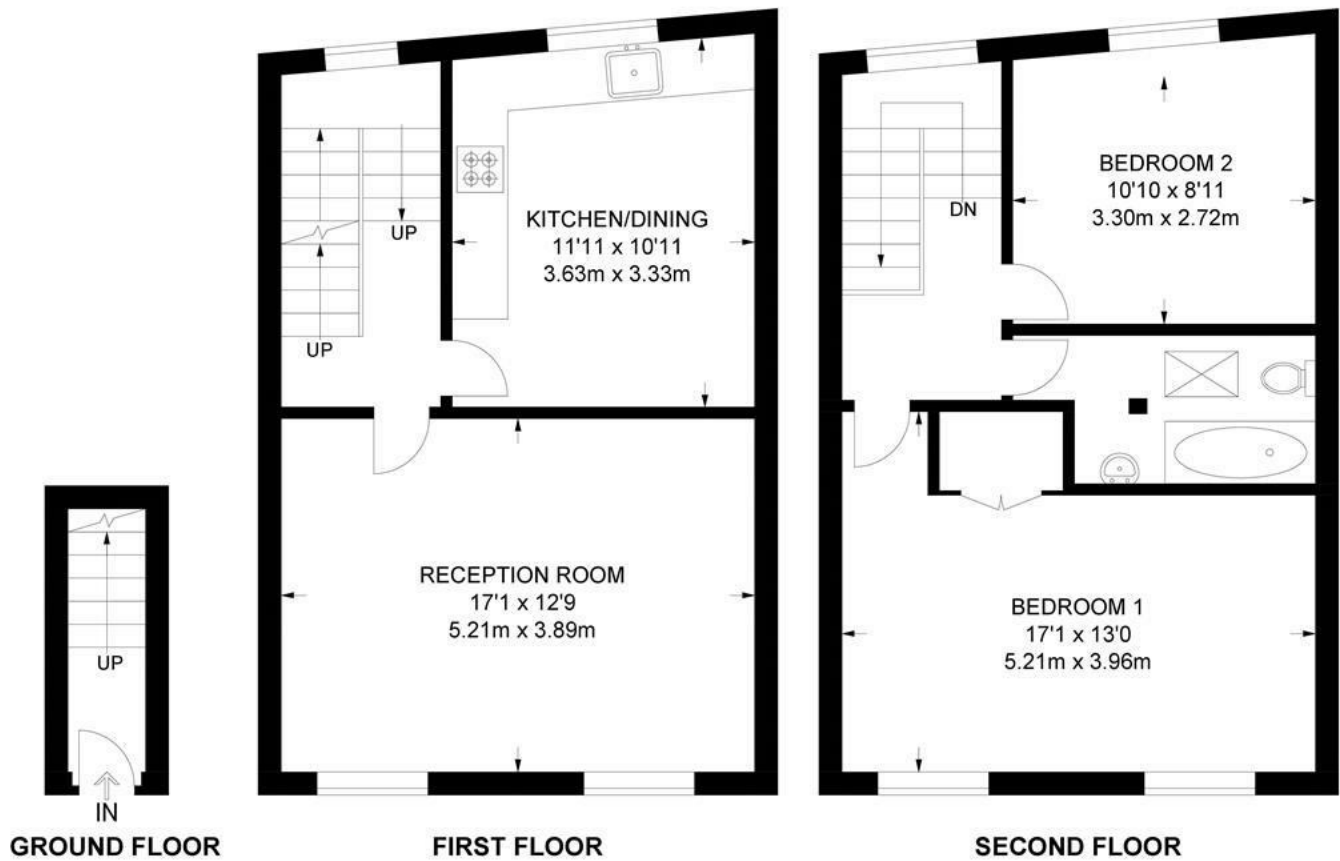 UP
IN
GROUND FLOOR
UP
UP
KITCHEN/DINING
11'11 x 10'11
3.63m x 3.33m
RECEPTION ROOM
17'1 x 12'9
5.21m x 3.89m
FIRST FLOOR
DN
BEDROOM 2
10'10 x 8'11
3.30m x 2.72m
BEDROOM 1
17'1 x 13'0
5.21m x 3.96m
SECOND FLOOR